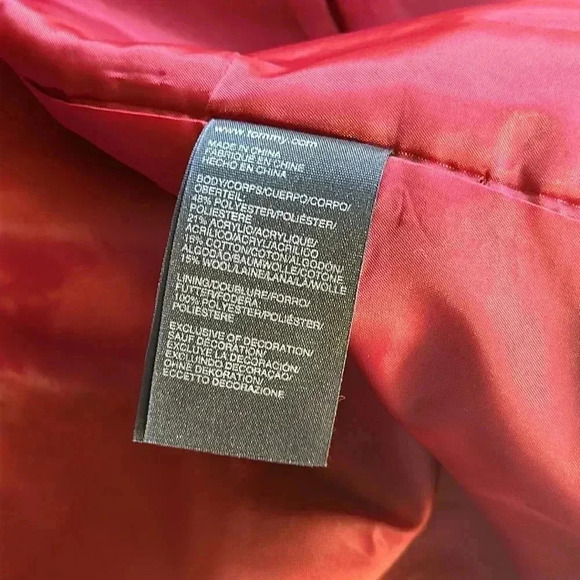 www.tommy.com
MADE IN CHINA
FABRIQUÉ EN CHINE
HECHO EN CHINA
BODY/CORPS/CUERPO/CORPO/
OBERTEIL
48% POLYESTER/POLIÉSTER/
POLIESTERE
21% ACRYLIC/ACRYLIQUE/
ACRÍLICO/ACRYL/ACRILICO
16% COTTON/COTON/ALGODÓN/
ALGODÃO/BAUMWOLLE/COTONE
15% WOOL/LAINE/LANA/LÃ/WOLLE
LINING/DOUBLURE/FORRO/
FUTTER/FODERA
100% POLYESTER/POLIÉSTER/
POLIESTERE
EXCLUSIVE OF DECORATION/
SAUF DÉCORATION/
EXCLUYE LA DECORACIÓN/
EXCLUINDO DECORAÇÃO/
OHNE DEKORATION/
ECCETTO DECORAZIONE